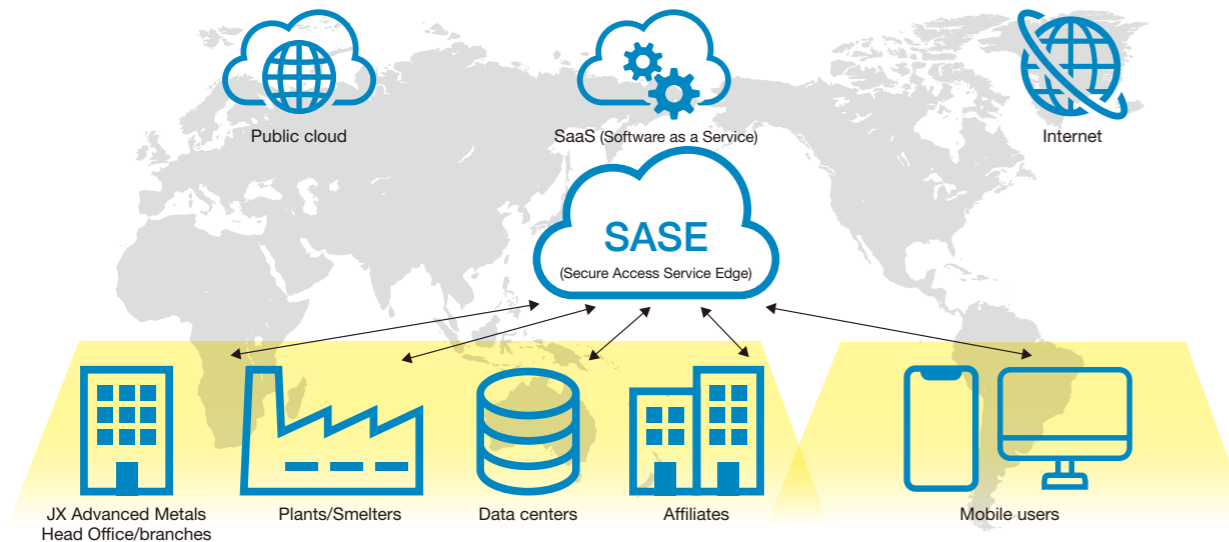 Public cloud
SaaS (Software as a Service)
Internet
SASE
(Secure Access Service Edge)
JX Advanced Metals
Head Office/branches
Plants/Smelters
Data centers
Affiliates
Mobile users